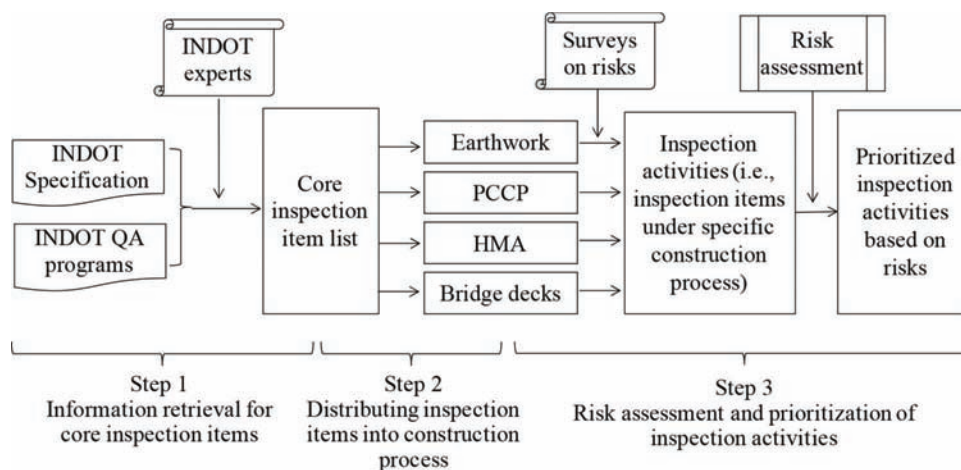 INDOT
experts
Surveys
on risks
Risk
assessment
INDOT
Specification
INDOT QA
programs
Core
inspection
item list
Earthwork
PCCP
HMA
Bridge decks
Inspection
activities (i.e.,
inspection items
under specific
construction
process)
Prioritized
inspection
activities
based on
risks
Step 1
Information retrieval for
core inspection items
Step 2
Distributing inspection
items into construction
process
Step 3
Risk assessment and prioritization of
inspection activities